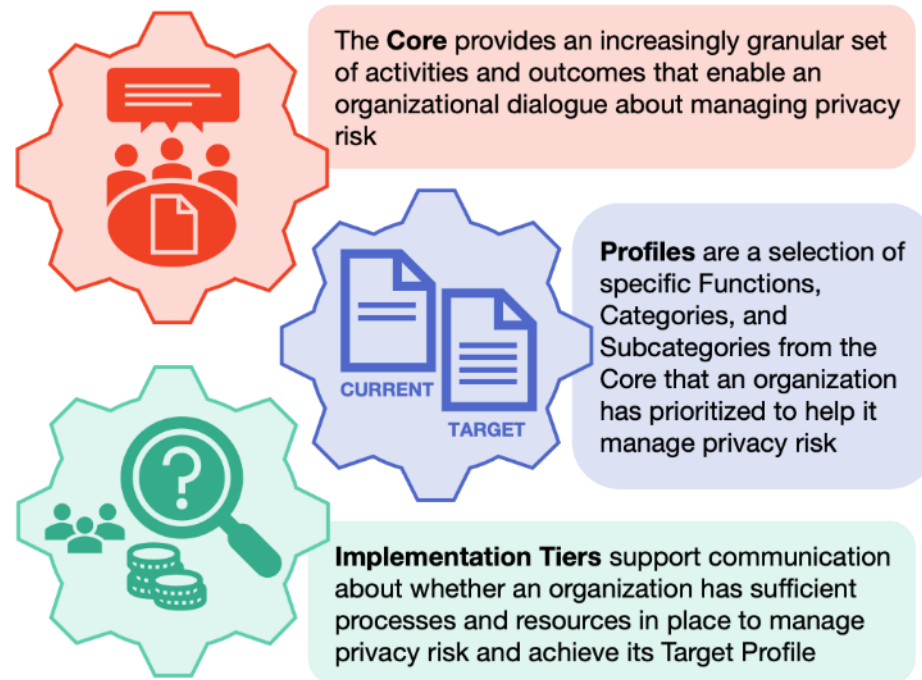 The Core provides an increasingly granular set
of activities and outcomes that enable an
organizational dialogue about managing privacy
risk
Profiles are a selection of
specific Functions,
Categories, and
Subcategories from the
Core that an organization
has prioritized to help it
manage privacy risk
CURRENT
TARGET
Implementation Tiers support communication
about whether an organization has sufficient
processes and resources in place to manage
privacy risk and achieve its Target Profile